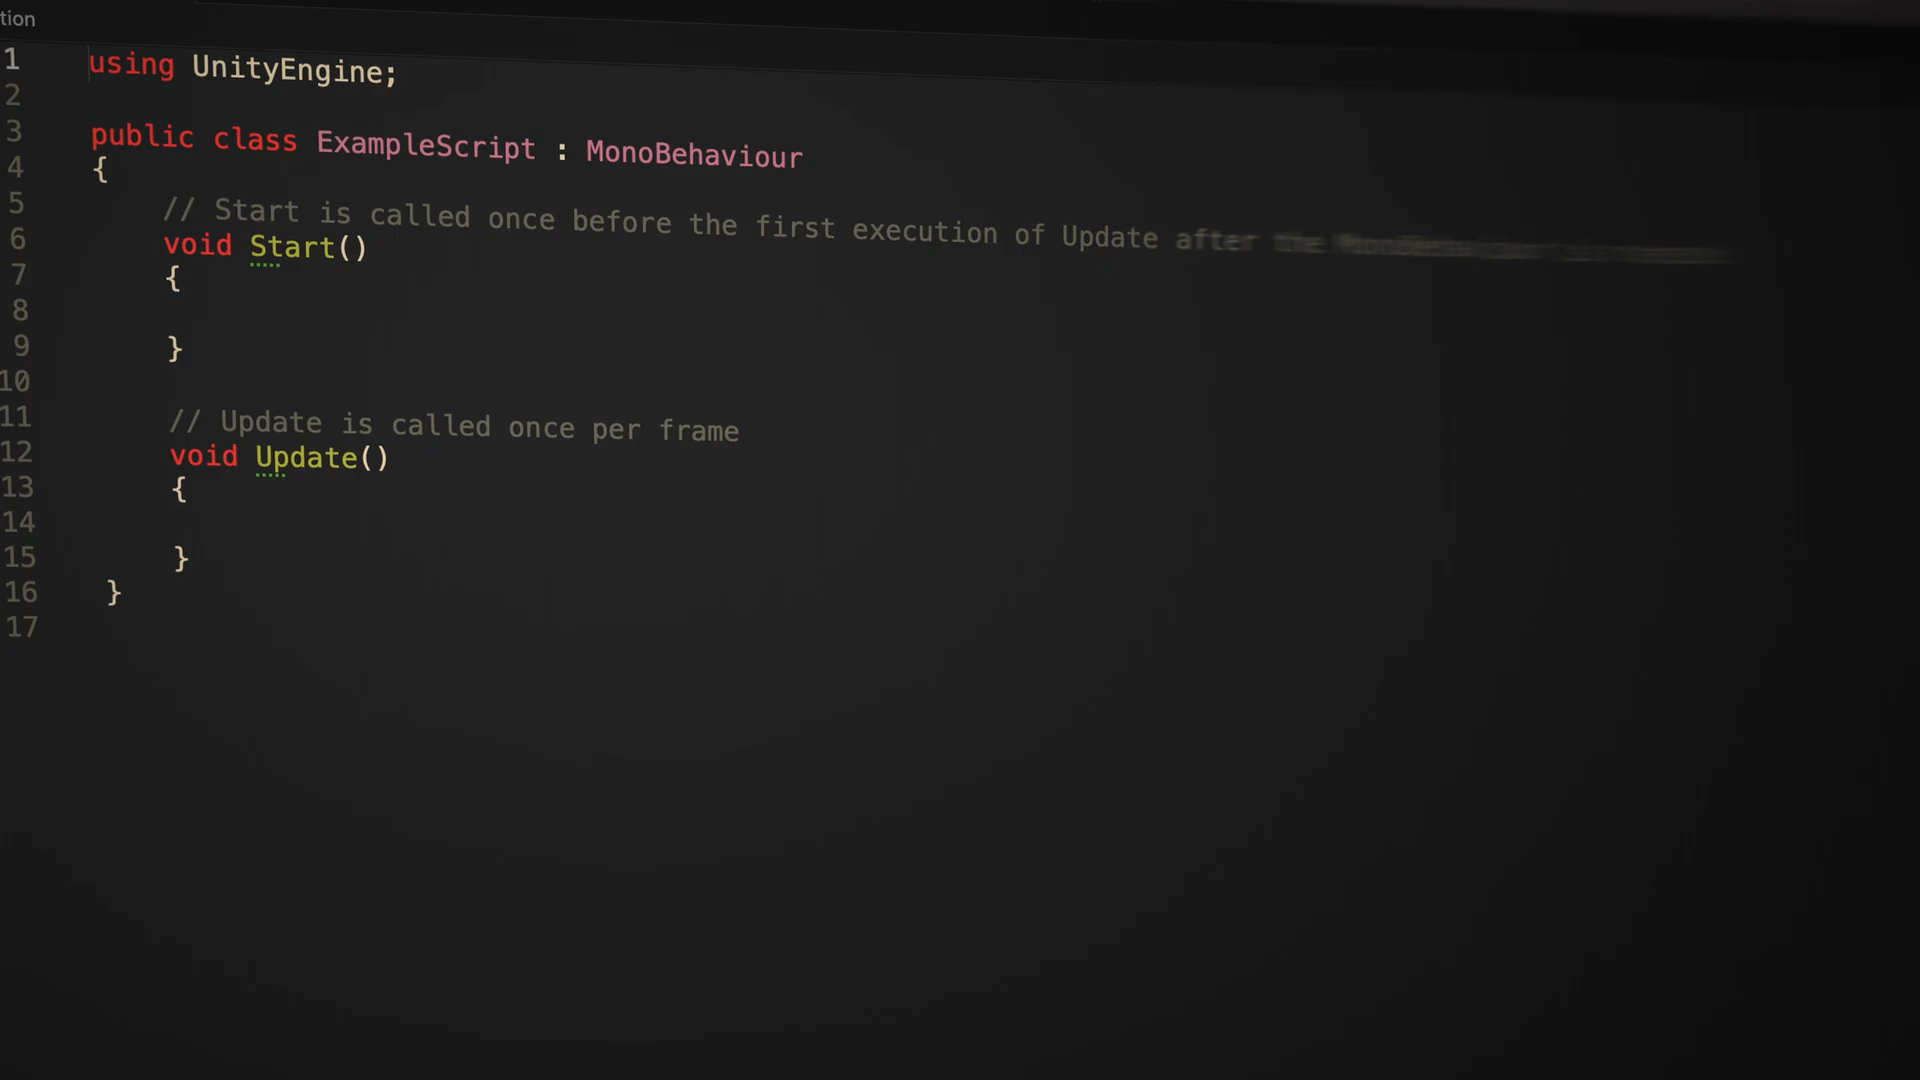 tion
1 using UnityEngine;
2
3 public class ExampleScript : MonoBehaviour
4 {
5 // Start is called once before the first execution of Update after the
6 void Start()
7 {
8
9 }
10
11 // Update is called once per frame
12 void Update()
13 {
14
15 }
16 }
17